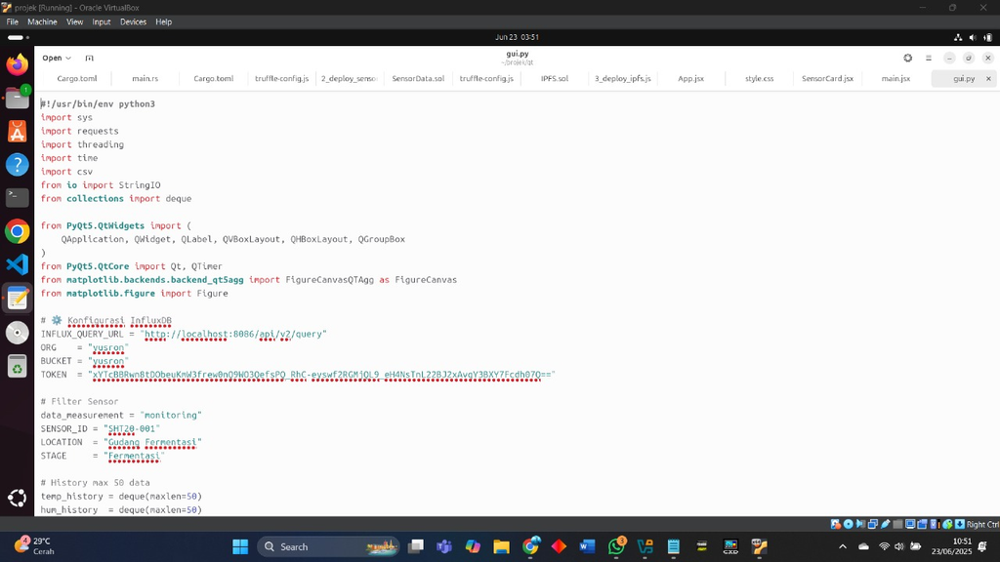 projek [Running] - Oracle VirtualBox
File Machine View Input Devices Help
Jun 23 03:51
Open
gui.py
~/projek/qt
Cargo.toml main.rs Cargo.toml truffle-config.js 2_deploy_senso SensorData.sol truffle-config.js IPFS.sol 3_deploy_ipfs.js App.jsx style.css SensorCard.jsx main.jsx gui.py
#!/usr/bin/env python3
import sys
import requests
import threading
import time
import csv
from io import StringIO
from collections import deque
from PyQt5.QtWidgets import (
QApplication, QWidget, QLabel, QVBoxLayout, QHBoxLayout, QGroupBox
)
from PyQt5.QtCore import Qt, QTimer
from matplotlib.backends.backend_qt5agg import FigureCanvasQTAgg as FigureCanvas
from matplotlib.figure import Figure
# ⚙️ Konfigurasi InfluxDB
INFLUX_QUERY_URL = "http://localhost:8086/api/v2/query"
ORG = "yusron"
BUCKET = "yusron"
TOKEN =
# Filter Sensor
data_measurement = "monitoring"
SENSOR_ID = "SHT20-001"
LOCATION = "Gudang Fermentasi"
STAGE = "Fermentasi"
# History max 50 data
temp_history = deque(maxlen=50)
hum_history = deque(maxlen=50)
Right Ctrl
4
29°C
Cerah
Search
3
10:51
23/06/2025